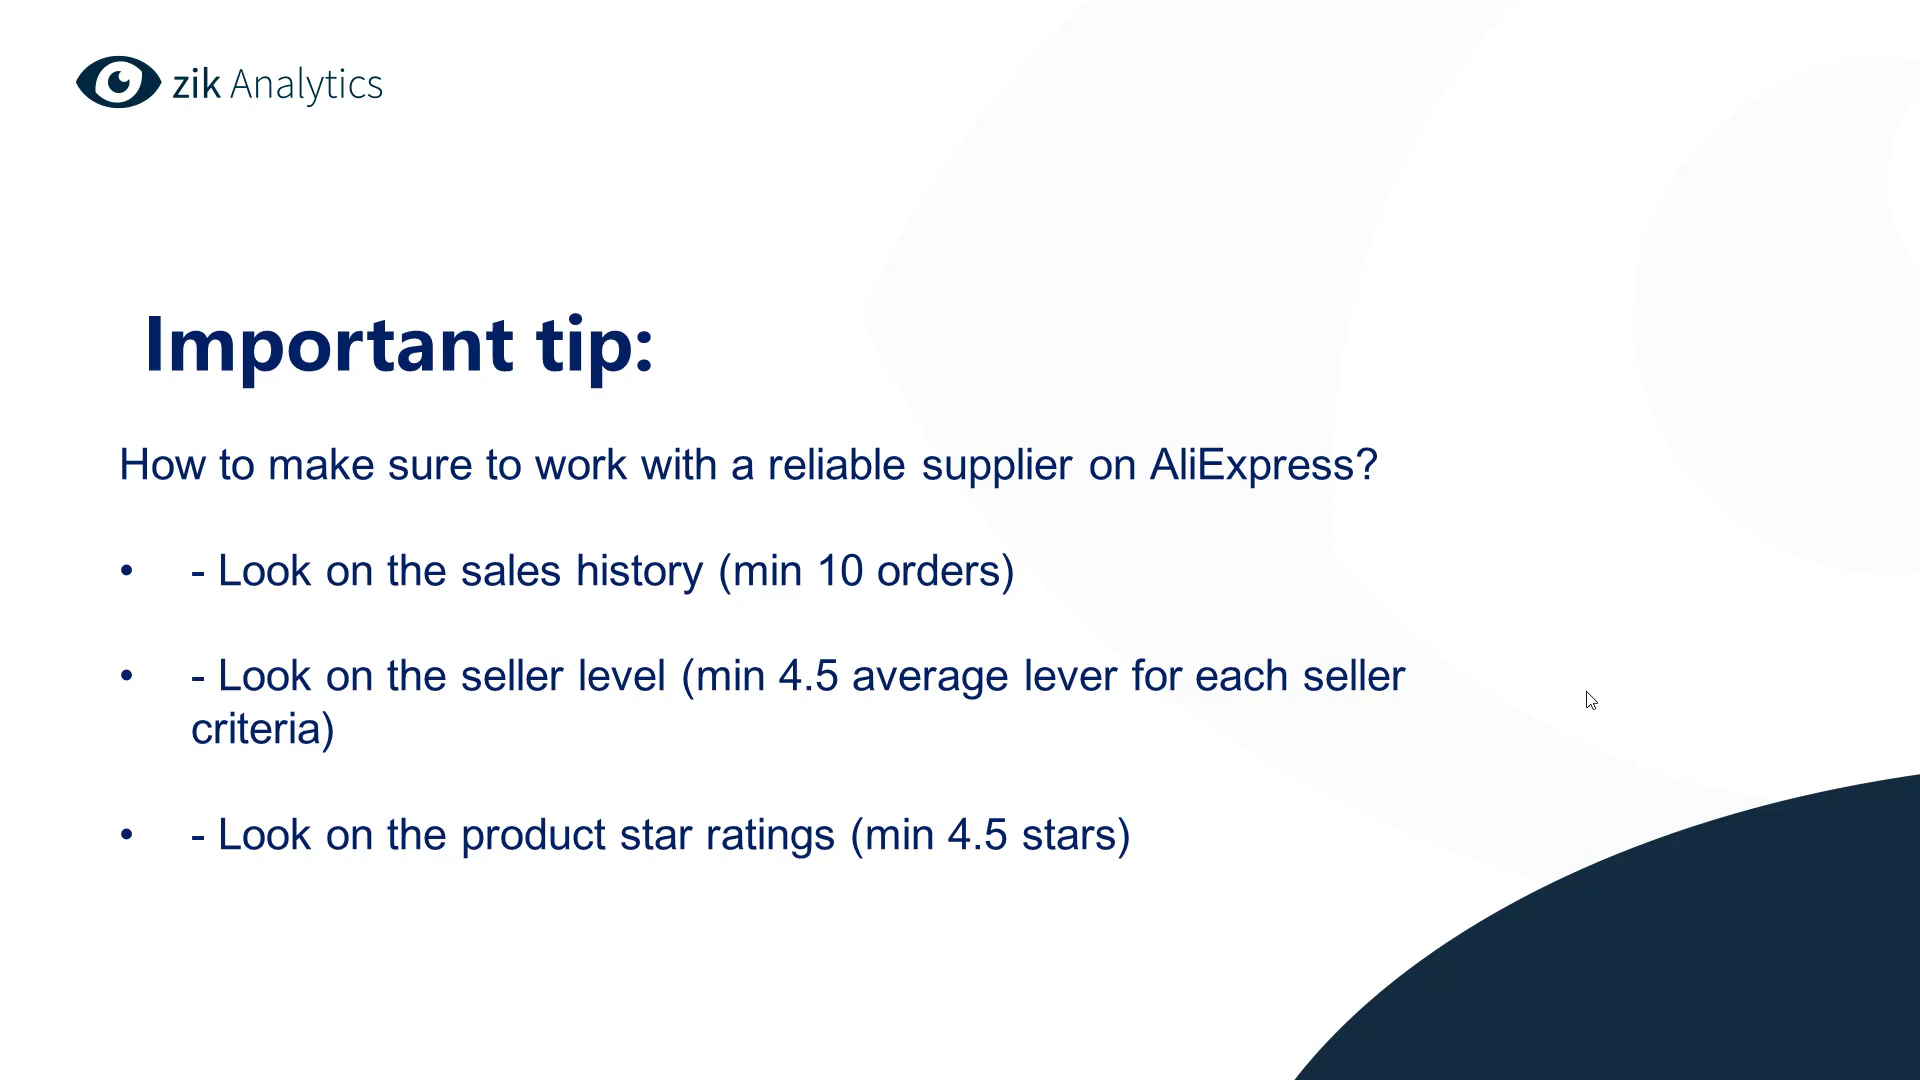 zik Analytics
Important tip:
How to make sure to work with a reliable supplier on AliExpress?
• - Look on the sales history (min 10 orders)
• - Look on the seller level (min 4.5 average lever for each seller
criteria)
• - Look on the product star ratings (min 4.5 stars)